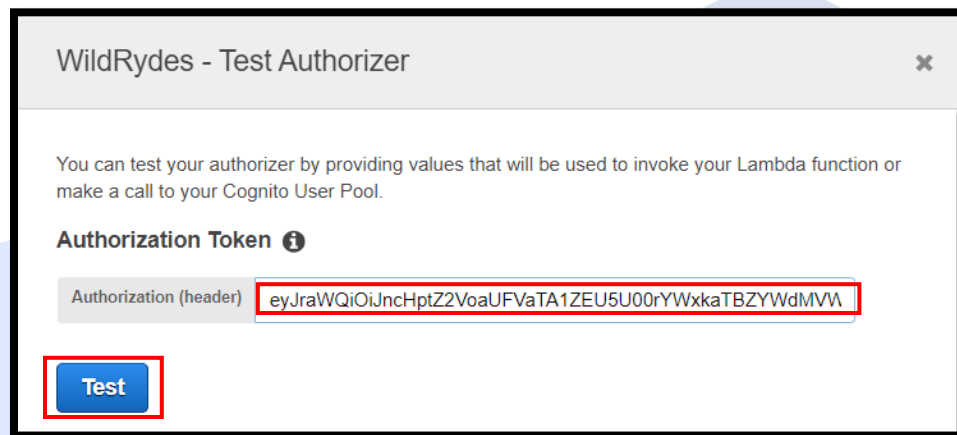 WildRydes - Test Authorizer
You can test your authorizer by providing values that will be used to invoke your Lambda function or
make a call to your Cognito User Pool.
Authorization Token
Authorization (header) eyJraWQiOiJncHptZ2VoaUFVaTA1ZEU5U00rYWxkaTBZYWdMVW
Test